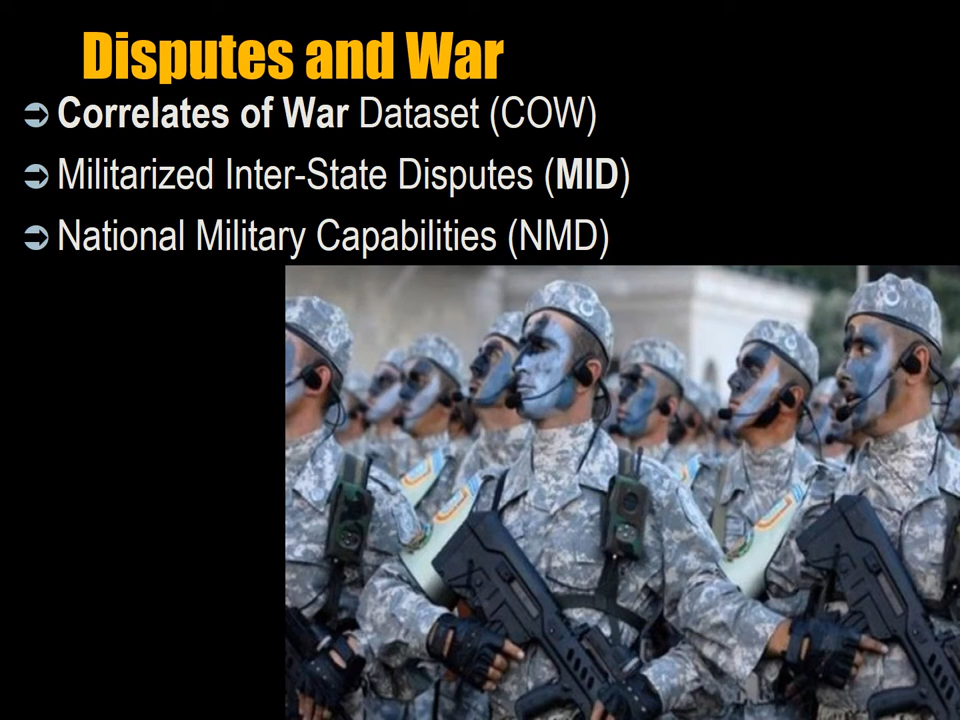 Disputes and War
Correlates of War Dataset (COW)
Militarized Inter-State Disputes (MID)
National Military Capabilities (NMD)